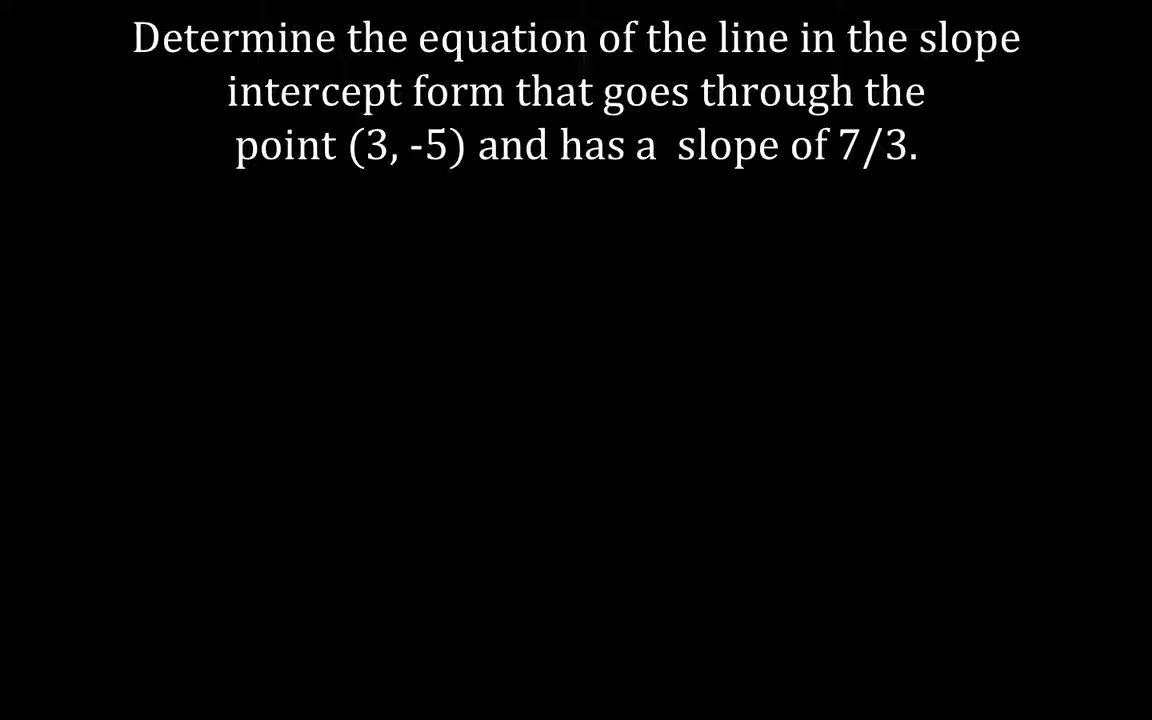 Determine the equation of the line in the slope
intercept form that goes through the
point (3, -5) and has a  slope of 7/3.